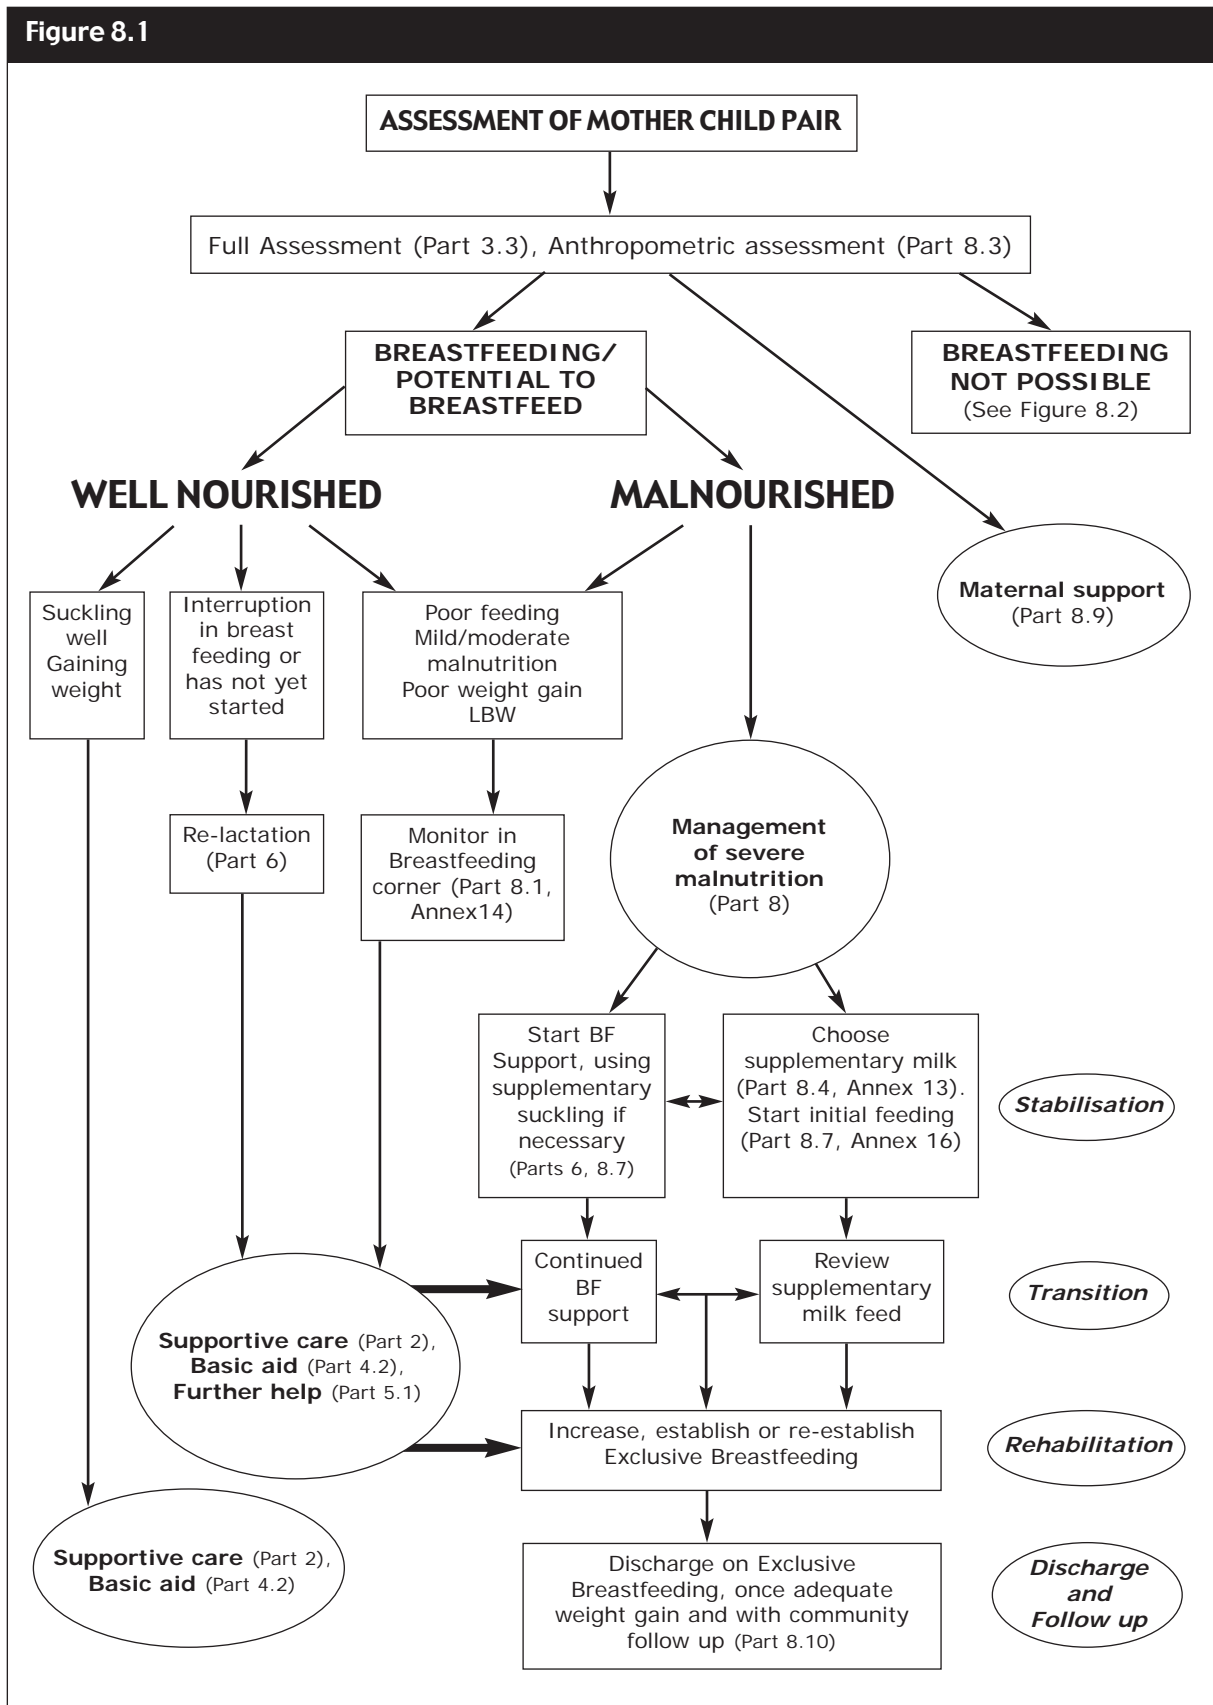 Figure 8.1
ASSESSMENT OF MOTHER CHILD PAIR
Full Assessment (Part 3.3), Anthropometric assessment (Part 8.3)
BREASTFEEDING/
POTENTIAL TO
BREASTFEED
BREASTFEEDING
NOT POSSIBLE
(See Figure 8.2)
WELL NOURISHED
MALNOURISHED
Maternal support
(Part 8.9)
Suckling
well
Gaining
weight
Interruption
in breast
feeding or
has not yet
started
Poor feeding
Mild/moderate
malnutrition
Poor weight gain
LBW
Re-lactation
(Part 6)
Monitor in
Breastfeeding
corner (Part 8.1,
Annex14)
Management
of severe
malnutrition
(Part 8)
Start BF
Support, using
supplementary
suckling if
necessary
(Parts 6, 8.7)
Choose
supplementary milk
(Part 8.4, Annex 13).
Start initial feeding
(Part 8.7, Annex 16)
Stabilisation
Continued
BF
support
Review
supplementary
milk feed
Transition
Supportive care (Part 2),
Basic aid (Part 4.2),
Further help (Part 5.1)
Increase, establish or re-establish
Exclusive Breastfeeding
Rehabilitation
Supportive care (Part 2),
Basic aid (Part 4.2)
Discharge on Exclusive
Breastfeeding, once adequate
weight gain and with community
follow up (Part 8.10)
Discharge
and
Follow up